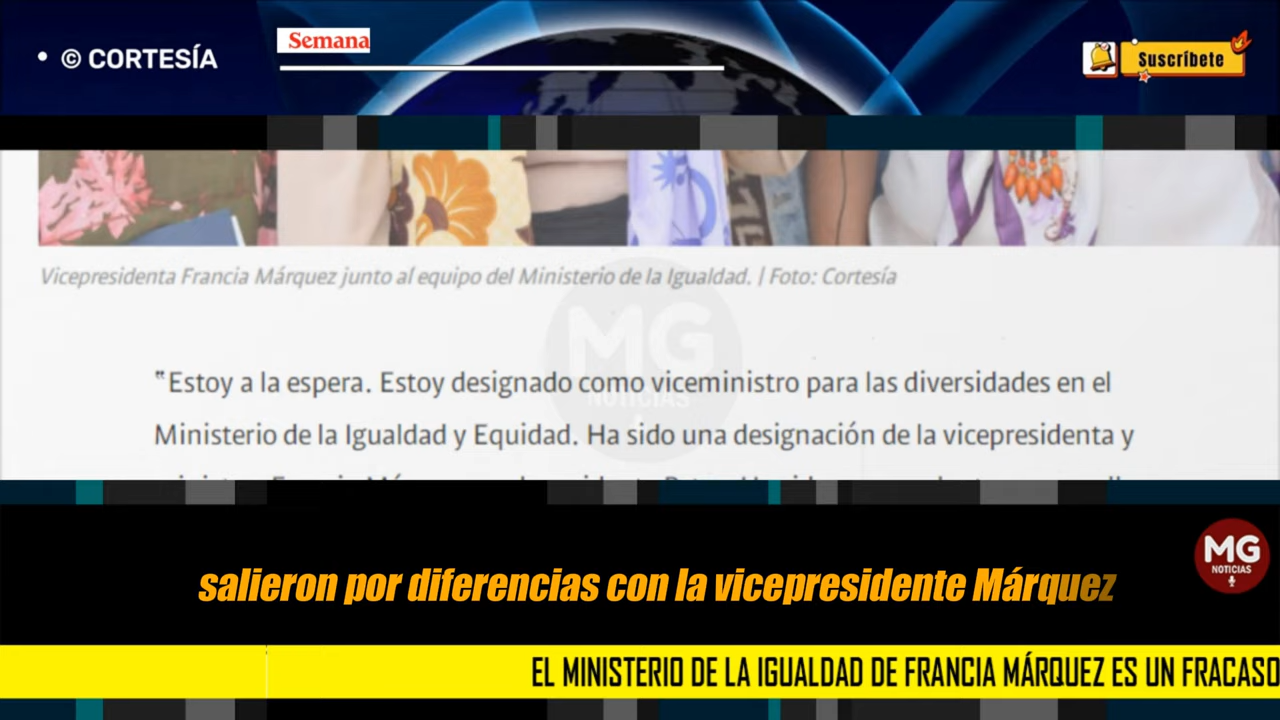 • © CORTESÍA
Semana
Suscríbete
Vicepresidenta Francia Márquez junto al equipo del Ministerio de la Igualdad. | Foto: Cortesía
MG
NOTICIAS
“Estoy a la espera. Estoy designado como viceministro para las diversidades en el
Ministerio de la Igualdad y Equidad. Ha sido una designación de la vicepresidenta y
salieron por diferencias con la vicepresidente Márquez
MG
NOTICIAS
EL MINISTERIO DE LA IGUALDAD DE FRANCIA MÁRQUEZ ES UN FRACASO